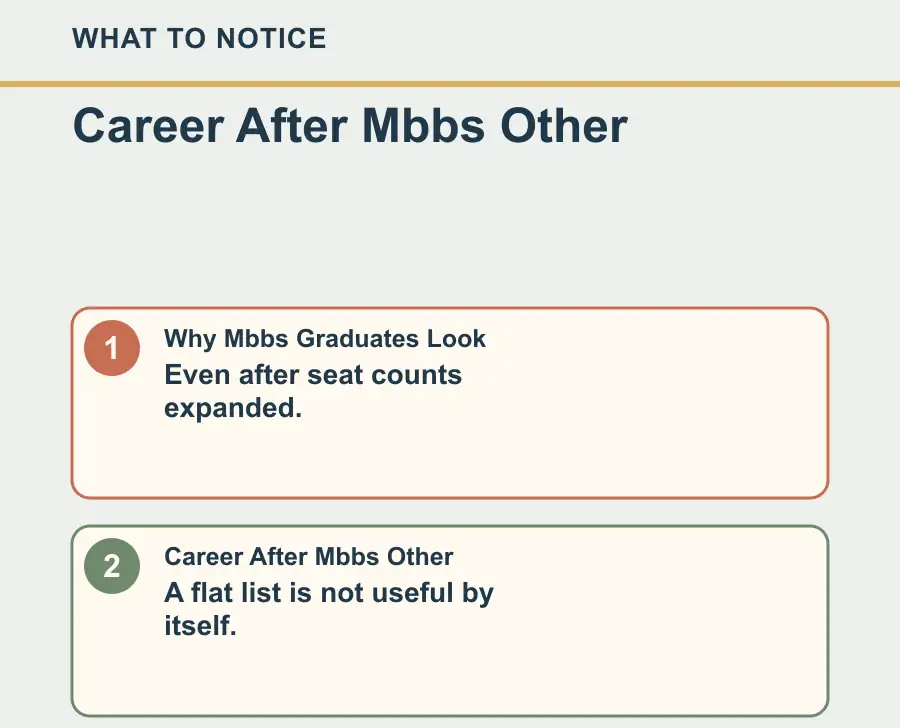 WHAT TO NOTICE
Career After Mbbs Other
1
Why Mbbs Graduates Look
Even after seat counts
expanded.
2
Career After Mbbs Other
A flat list is not useful by
itself.